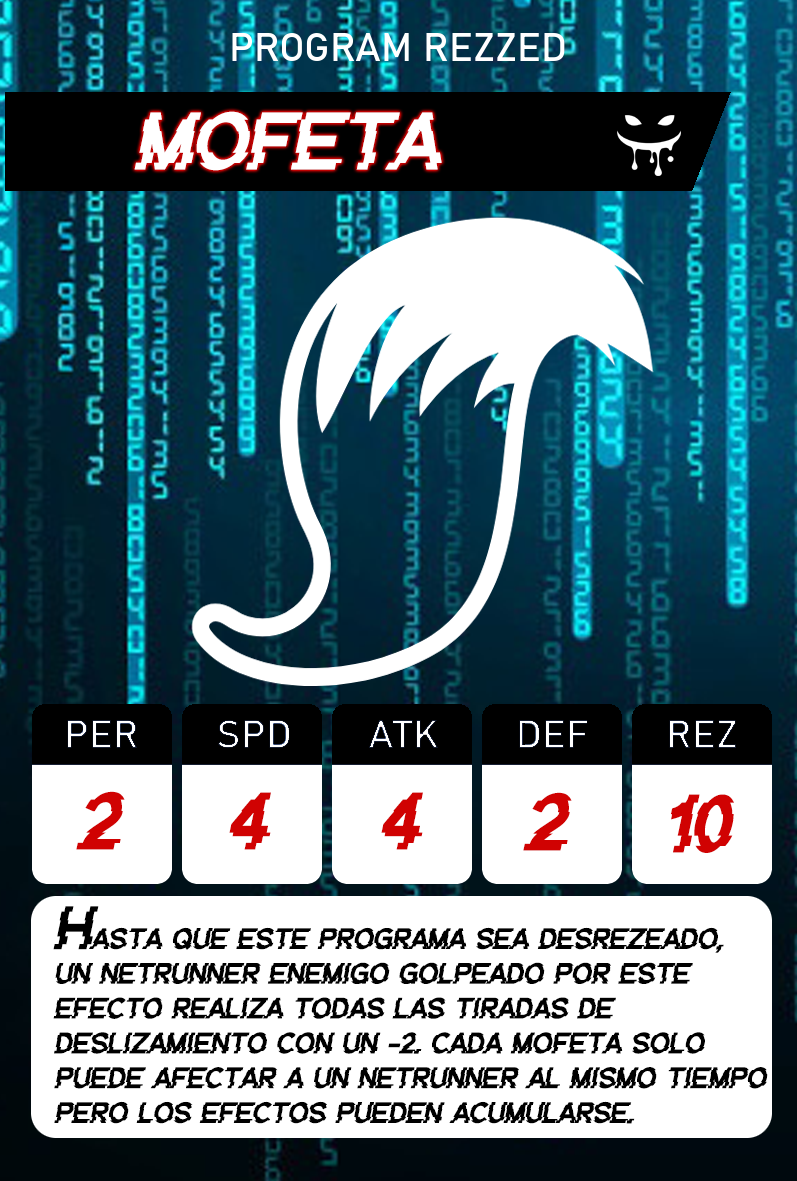 PROGRAM REZZED
MOFETA
PER SPD ATK DEF REZ
2 4 4 2 10
HASTA QUE ESTE PROGRAMA SEA DESREZEADO,
UN NETRUNNER ENEMIGO GOLPEADO POR ESTE
EFECTO REALIZA TODAS LAS TIRADAS DE
DESLIZAMIENTO CON UN -2. CADA MOFETA SOLO
PUEDE AFECTAR A UN NETRUNNER AL MISMO TIEMPO
PERO LOS EFECTOS PUEDEN ACUMULARSE.